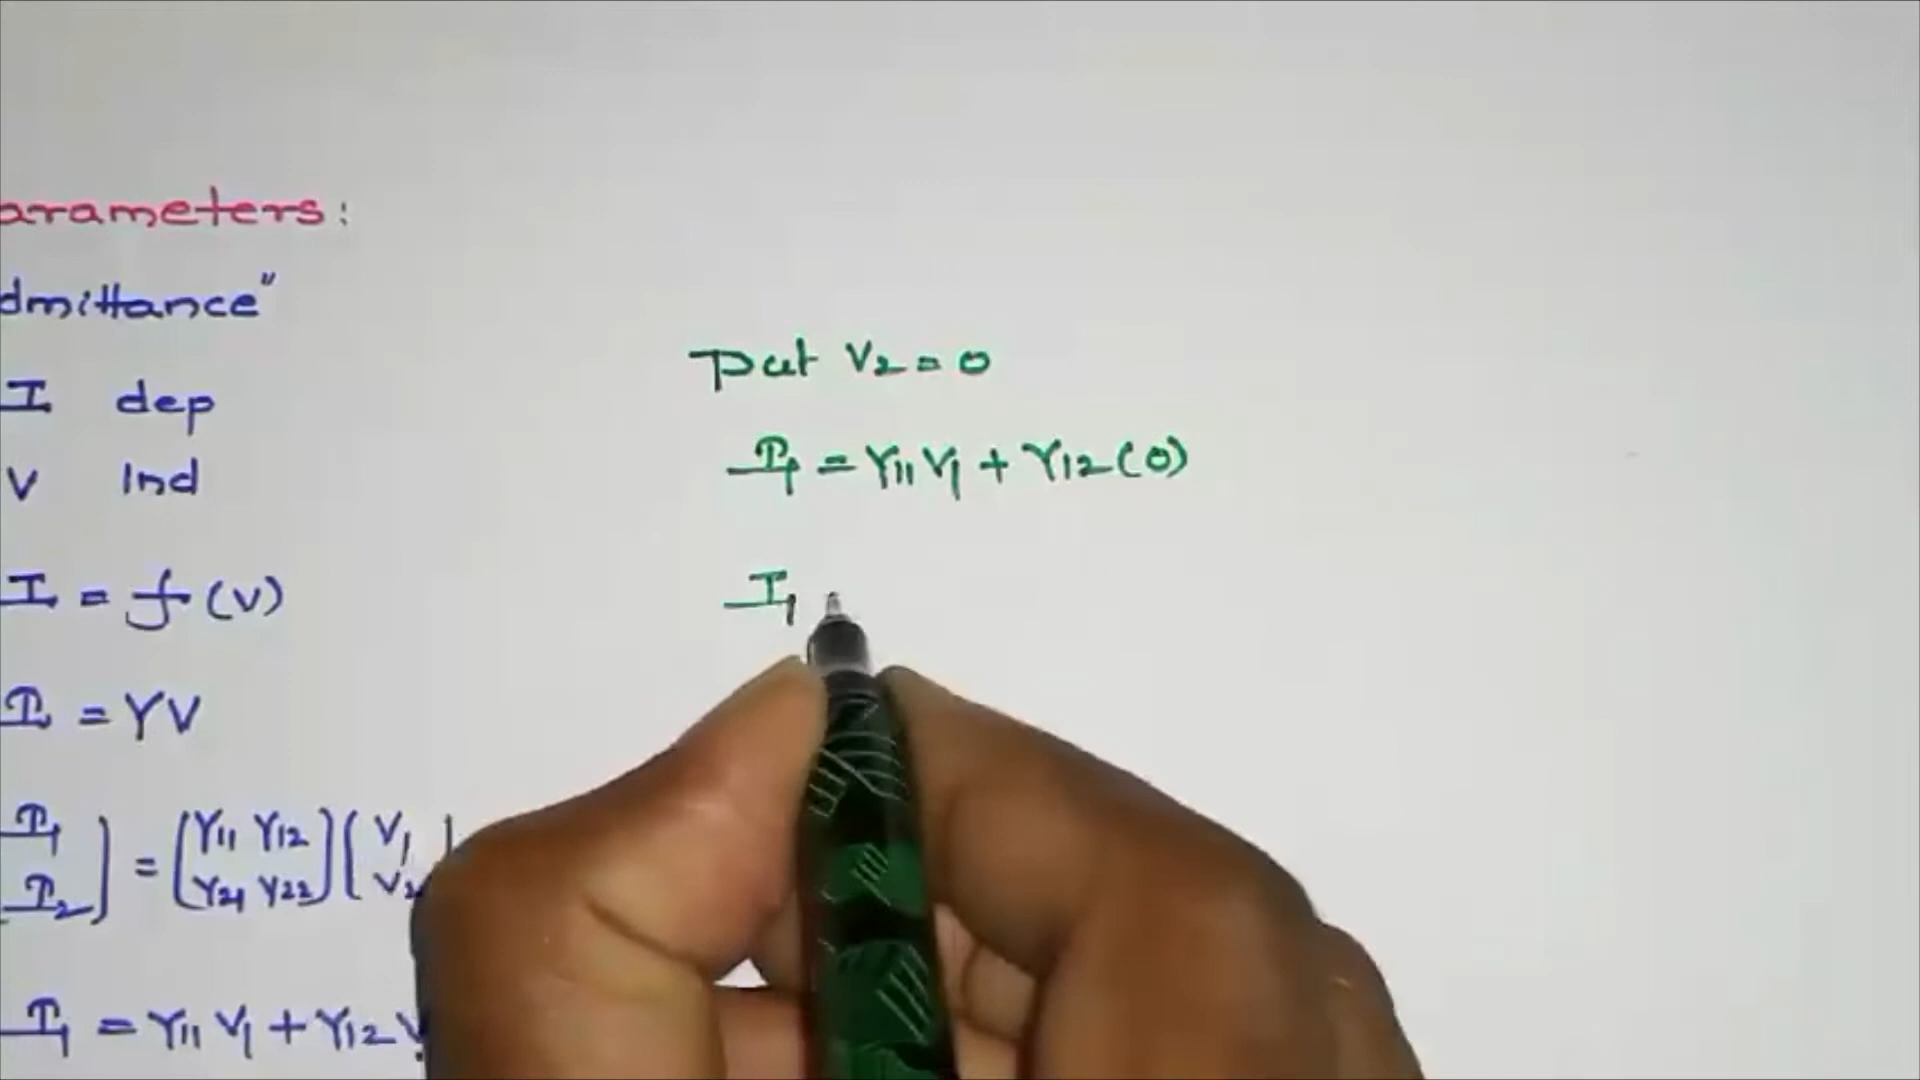 arameters:
dmittance"
I dep
V Ind
I = f(V)
I = YV
I1 ] = [Y11 Y12] [V1
I2 ] [Y21 Y22] [V2
I1 = Y11 V1 + Y12 V
Put V2 = 0
I1 = Y11 V1 + Y12 (0)
I1